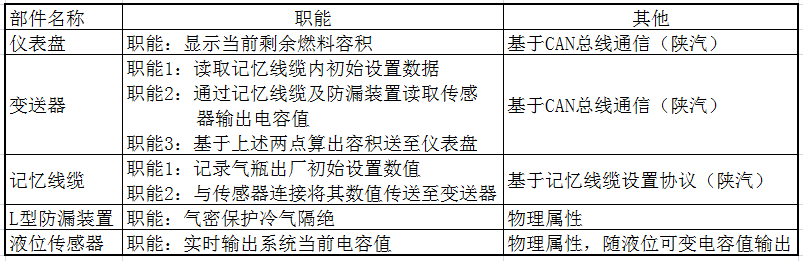 部件名称 职能 其他
仪表盘 职能：显示当前剩余燃料容积 基于CAN总线通信（陕汽）
变送器 职能1：读取记忆线缆内初始设置数据
职能2：通过记忆线缆及防漏装置读取传感
器输出电容值
职能3：基于上述两点算出容积送至仪表盘
基于CAN总线通信（陕汽）
记忆线缆 职能1：记录气瓶出厂初始设置数值
职能2：与传感器连接将其数值传送至变送器
基于记忆线缆设置协议（陕汽）
L型防漏装置 职能：气密保护冷气隔绝 物理属性
液位传感器 职能：实时输出系统当前电容值 物理属性，随液位可变电容值输出